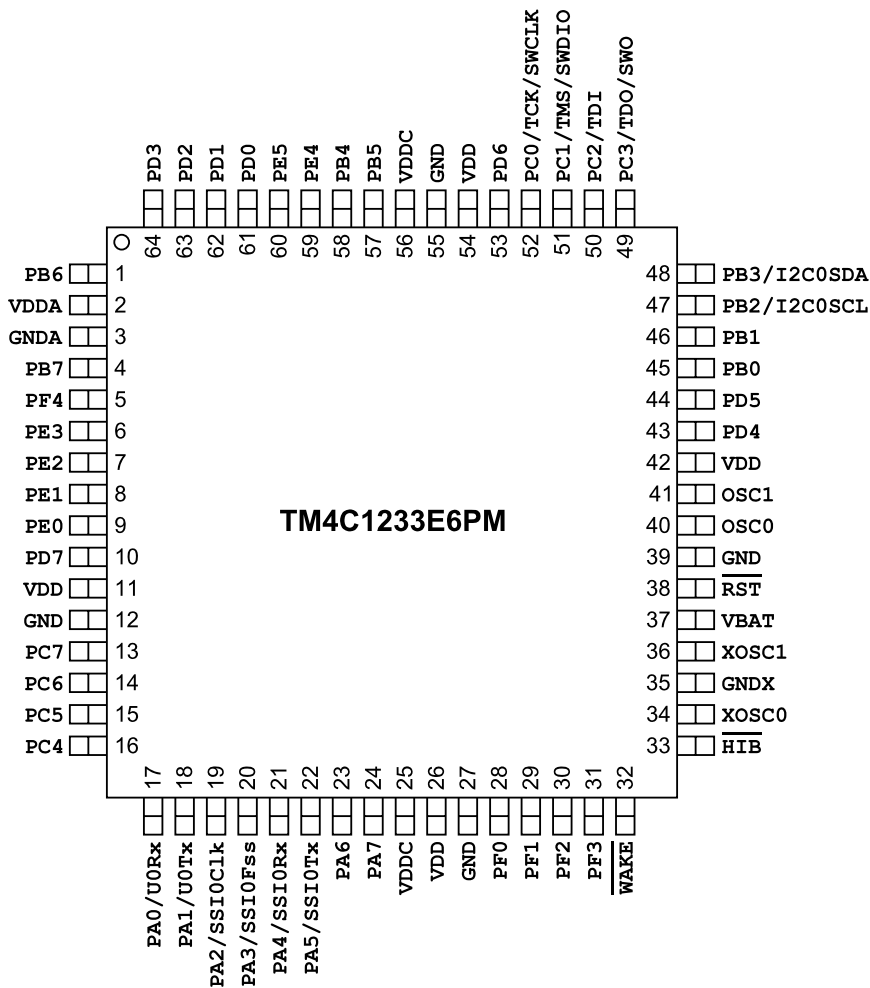 PD3
PD2
PD1
PD0
PE5
PE4
PB4
PB5
VDDC
GND
VDD
PD6
PC0/TCK/SWCLK
PC1/TMS/SWDIO
PC2/TDI
PC3/TDO/SWO
64
63
62
61
60
59
58
57
56
55
54
53
52
51
50
49
PB6 1
VDDA 2
GNDA 3
PB7 4
PF4 5
PE3 6
PE2 7
PE1 8
PE0 9
PD7 10
VDD 11
GND 12
PC7 13
PC6 14
PC5 15
PC4 16
TM4C1233E6PM
48 PB3/I2C0SDA
47 PB2/I2C0SCL
46 PB1
45 PB0
44 PD5
43 PD4
42 VDD
41 OSC1
40 OSC0
39 GND
38 RST
37 VBAT
36 XOSC1
35 GNDX
34 XOSC0
33 HIB
17
18
19
20
21
22
23
24
25
26
27
28
29
30
31
32
PA0/U0Rx
PA1/U0Tx
PA2/SSI0Clk
PA3/SSI0Fss
PA4/SSI0Rx
PA5/SSI0Tx
PA6
PA7
VDDC
VDD
GND
PF0
PF1
PF2
PF3
WAKE